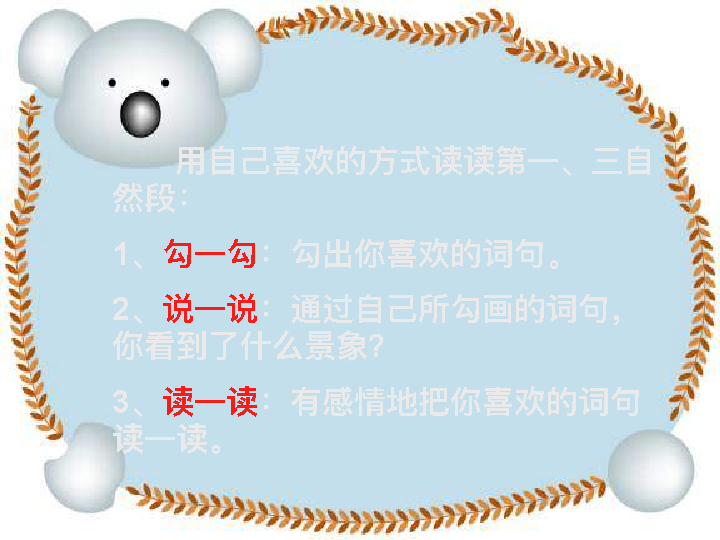 用自己喜欢的方式读读第一、三自
然段：
1、勾一勾：勾出你喜欢的词句。
2、说一说：通过自己所勾画的词句，
你看到了什么景象？
3、读一读：有感情地把你喜欢的词句
读一读。